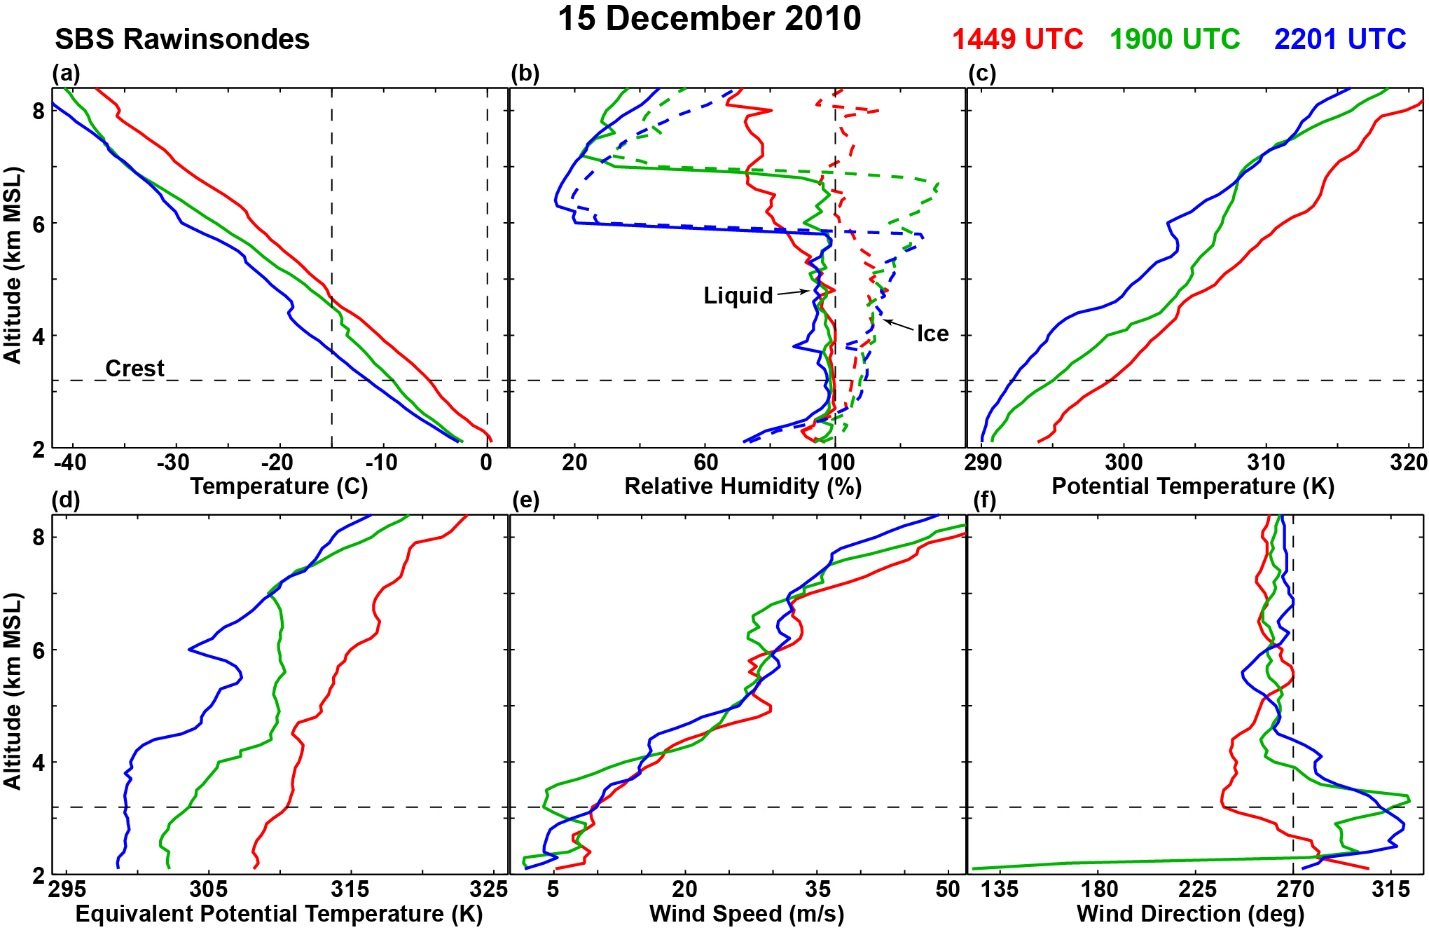 15 December 2010
SBS Rawinsondes
1449 UTC 1900 UTC 2201 UTC
(a) (b) (c)
Altitude (km MSL)
8
6
4
2
Crest
Liquid
Ice
-40 -30 -20 -10 0
20 60 100
290 300 310 320
Temperature (C) Relative Humidity (%) Potential Temperature (K)
(d) (e) (f)
Altitude (km MSL)
8
6
4
2
295 305 315 325
5 20 35 50
135 180 225 270 315
Equivalent Potential Temperature (K) Wind Speed (m/s) Wind Direction (deg)